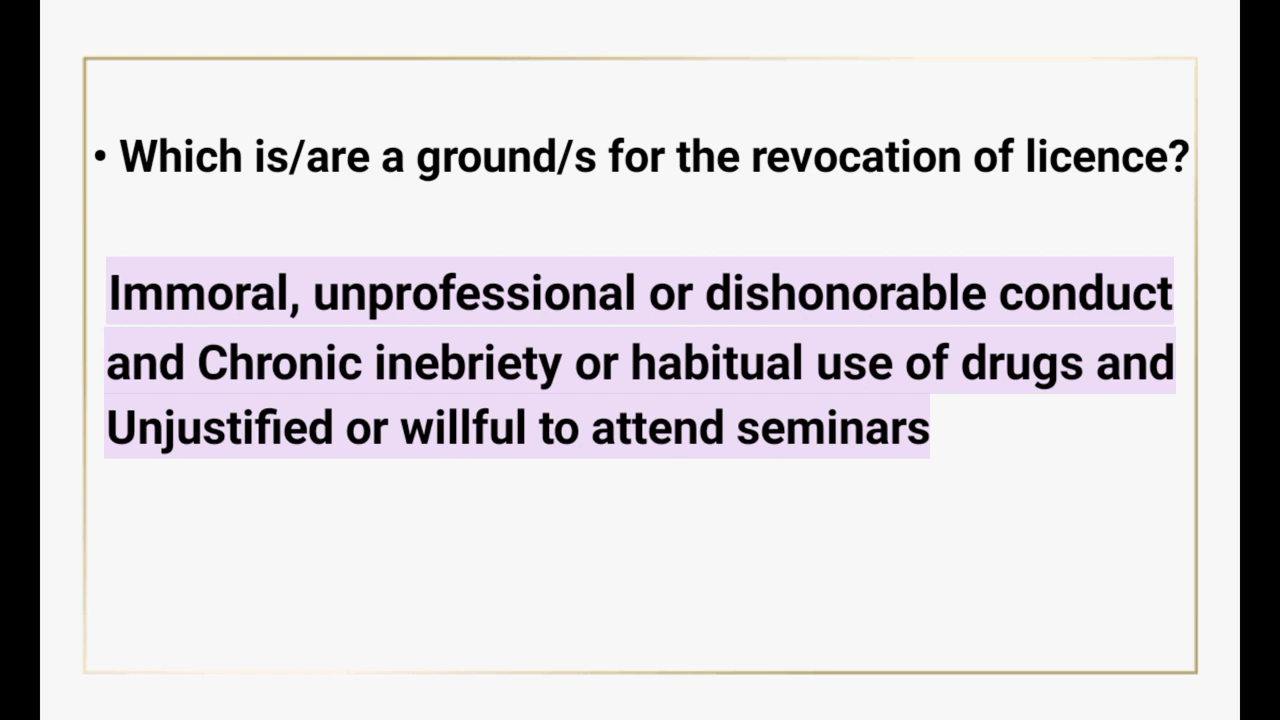 • Which is/are a ground/s for the revocation of licence?
Immoral, unprofessional or dishonorable conduct
and Chronic inebriety or habitual use of drugs and
Unjustified or willful to attend seminars